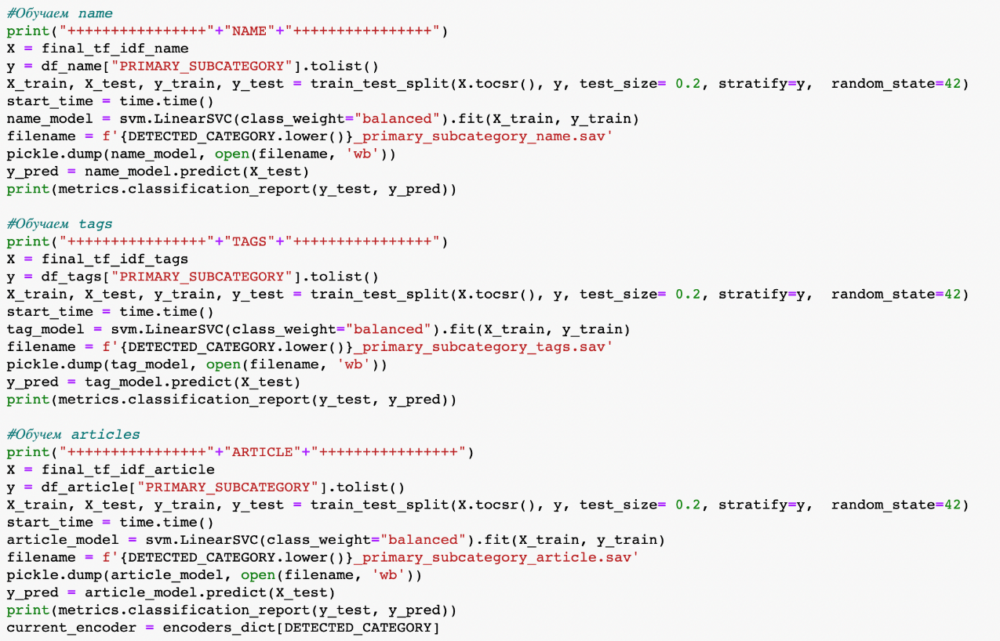 #Обучаем name
print("++++++++++++++++"+"NAME"+"++++++++++++++++")
X = final_tf_idf_name
y = df_name["PRIMARY_SUBCATEGORY"].tolist()
X_train, X_test, y_train, y_test = train_test_split(X.tocsr(), y, test_size= 0.2, stratify=y,  random_state=42)
start_time = time.time()
name_model = svm.LinearSVC(class_weight="balanced").fit(X_train, y_train)
filename = f'{DETECTED_CATEGORY.lower()}_primary_subcategory_name.sav'
pickle.dump(name_model, open(filename, 'wb'))
y_pred = name_model.predict(X_test)
print(metrics.classification_report(y_test, y_pred))

#Обучаем tags
print("++++++++++++++++"+"TAGS"+"++++++++++++++++")
X = final_tf_idf_tags
y = df_tags["PRIMARY_SUBCATEGORY"].tolist()
X_train, X_test, y_train, y_test = train_test_split(X.tocsr(), y, test_size= 0.2, stratify=y,  random_state=42)
start_time = time.time()
tag_model = svm.LinearSVC(class_weight="balanced").fit(X_train, y_train)
filename = f'{DETECTED_CATEGORY.lower()}_primary_subcategory_tags.sav'
pickle.dump(tag_model, open(filename, 'wb'))
y_pred = tag_model.predict(X_test)
print(metrics.classification_report(y_test, y_pred))

#Обучем articles
print("++++++++++++++++"+"ARTICLE"+"++++++++++++++++")
X = final_tf_idf_article
y = df_article["PRIMARY_SUBCATEGORY"].tolist()
X_train, X_test, y_train, y_test = train_test_split(X.tocsr(), y, test_size= 0.2, stratify=y,  random_state=42)
start_time = time.time()
article_model = svm.LinearSVC(class_weight="balanced").fit(X_train, y_train)
filename = f'{DETECTED_CATEGORY.lower()}_primary_subcategory_article.sav'
pickle.dump(article_model, open(filename, 'wb'))
y_pred = article_model.predict(X_test)
print(metrics.classification_report(y_test, y_pred))
current_encoder = encoders_dict[DETECTED_CATEGORY]